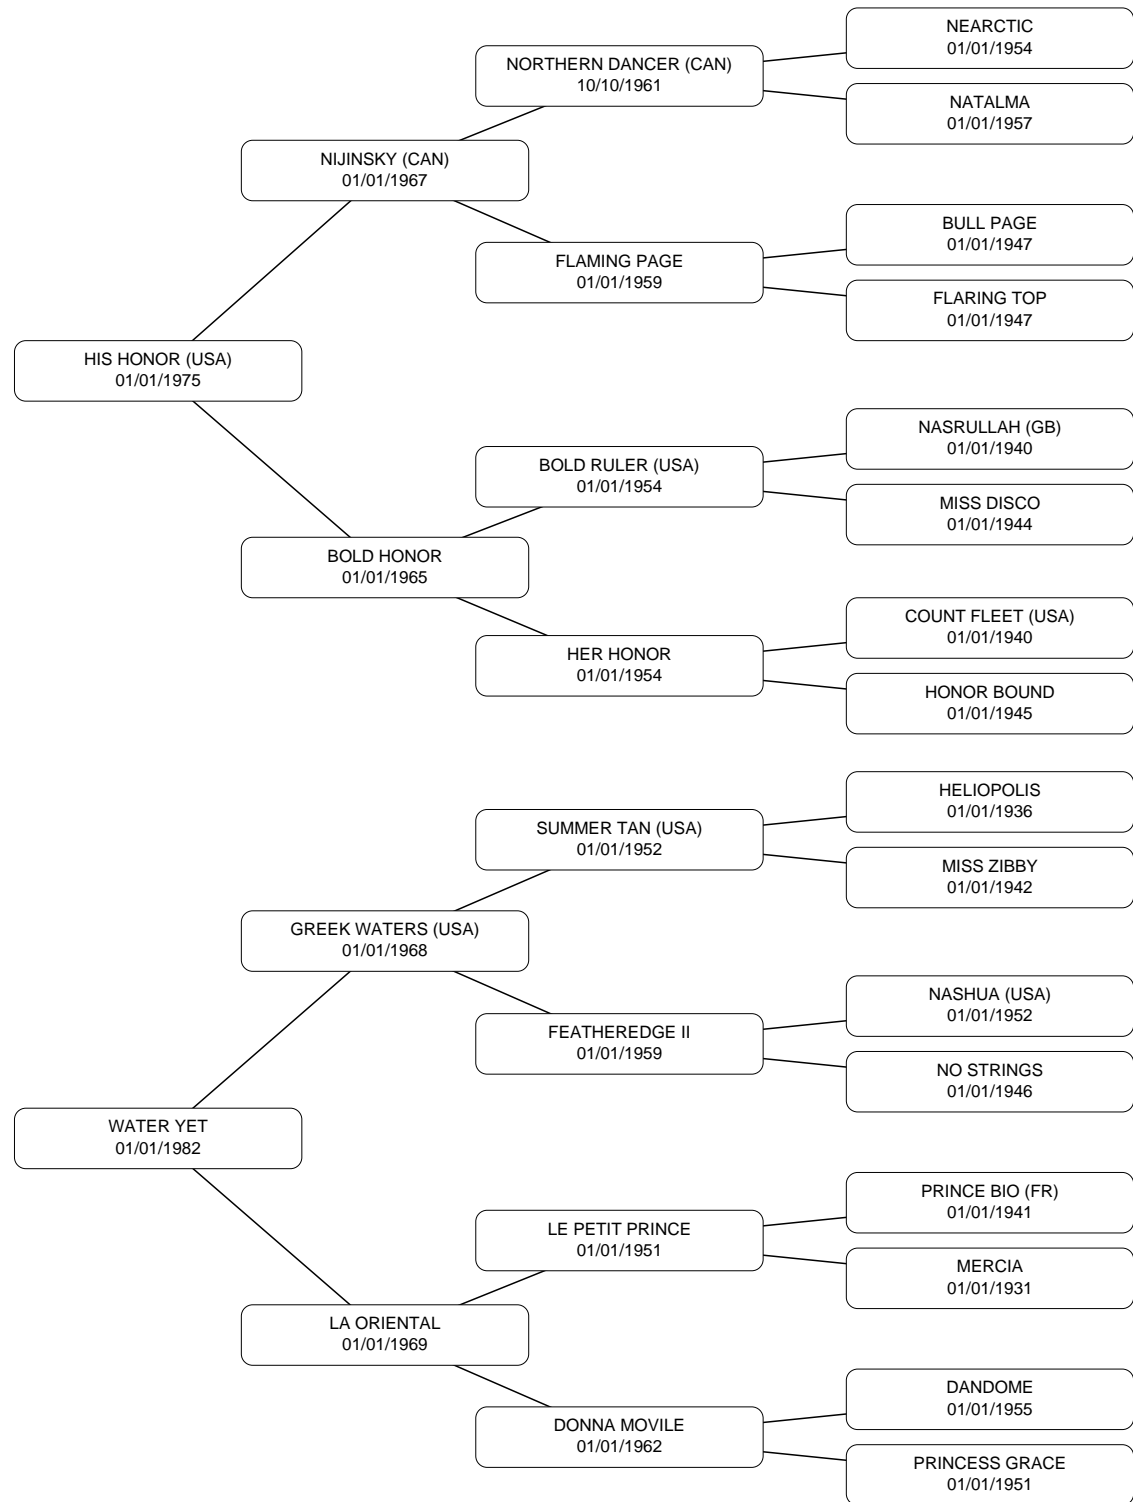 NEARCTIC
01/01/1954
NORTHERN DANCER (CAN)
10/10/1961
NATALMA
01/01/1957
NIJINSKY (CAN)
01/01/1967
BULL PAGE
01/01/1947
FLAMING PAGE
01/01/1959
FLARING TOP
01/01/1947
HIS HONOR (USA)
01/01/1975
NASRULLAH (GB)
01/01/1940
BOLD RULER (USA)
01/01/1954
MISS DISCO
01/01/1944
BOLD HONOR
01/01/1965
COUNT FLEET (USA)
01/01/1940
HER HONOR
01/01/1954
HONOR BOUND
01/01/1945
HELIOPOLIS
01/01/1936
SUMMER TAN (USA)
01/01/1952
MISS ZIBBY
01/01/1942
GREEK WATERS (USA)
01/01/1968
NASHUA (USA)
01/01/1952
FEATHEREDGE II
01/01/1959
NO STRINGS
01/01/1946
WATER YET
01/01/1982
PRINCE BIO (FR)
01/01/1941
LE PETIT PRINCE
01/01/1951
MERCIA
01/01/1931
LA ORIENTAL
01/01/1969
DANDOME
01/01/1955
DONNA MOVILE
01/01/1962
PRINCESS GRACE
01/01/1951